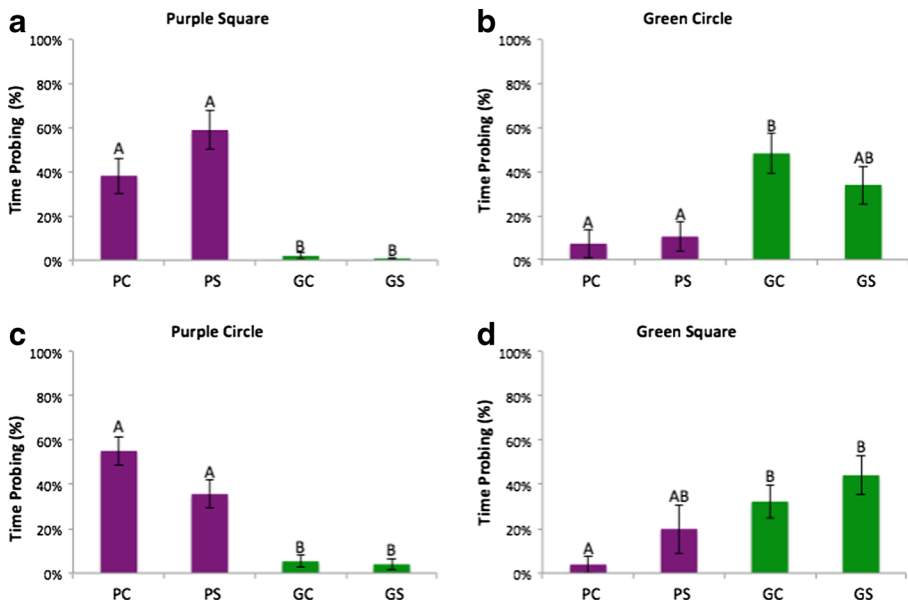 a
Purple Square
Time Probing (%)
100%
80%
60%
40%
20%
0%
A
A
B
B
PC PS GC GS
b
Green Circle
Time Probing (%)
100%
80%
60%
40%
20%
0%
A
A
B
AB
PC PS GC GS
c
Purple Circle
Time Probing (%)
100%
80%
60%
40%
20%
0%
A
A
B
B
PC PS GC GS
d
Green Square
Time Probing (%)
100%
80%
60%
40%
20%
0%
A
AB
B
B
PC PS GC GS